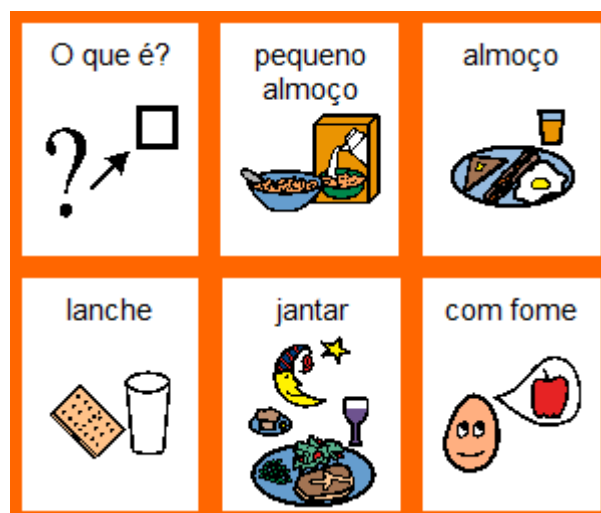 O que é?
pequeno
almoço
almoço
lanche
jantar
com fome